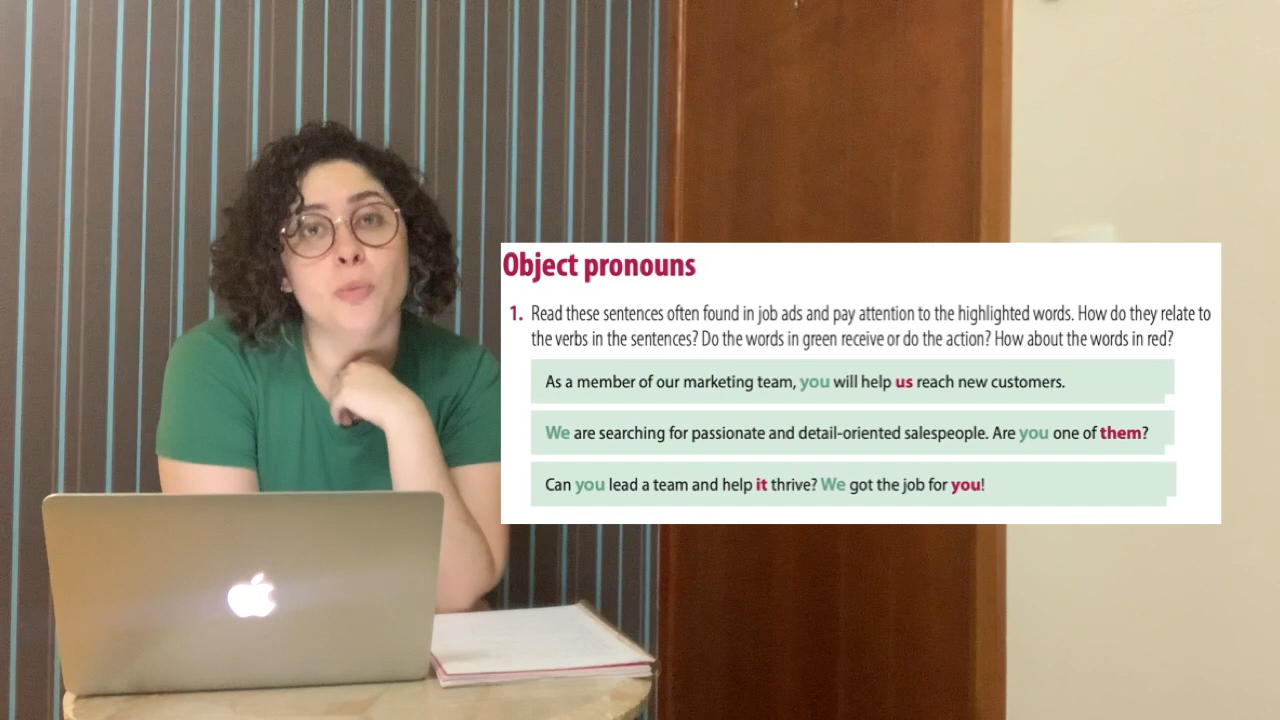 Object pronouns
1. Read these sentences often found in job ads and pay attention to the highlighted words. How do they relate to
the verbs in the sentences? Do the words in green receive or do the action? How about the words in red?
As a member of our marketing team, you will help us reach new customers.
We are searching for passionate and detail-oriented salespeople. Are you one of them?
Can you lead a team and help it thrive? We got the job for you!